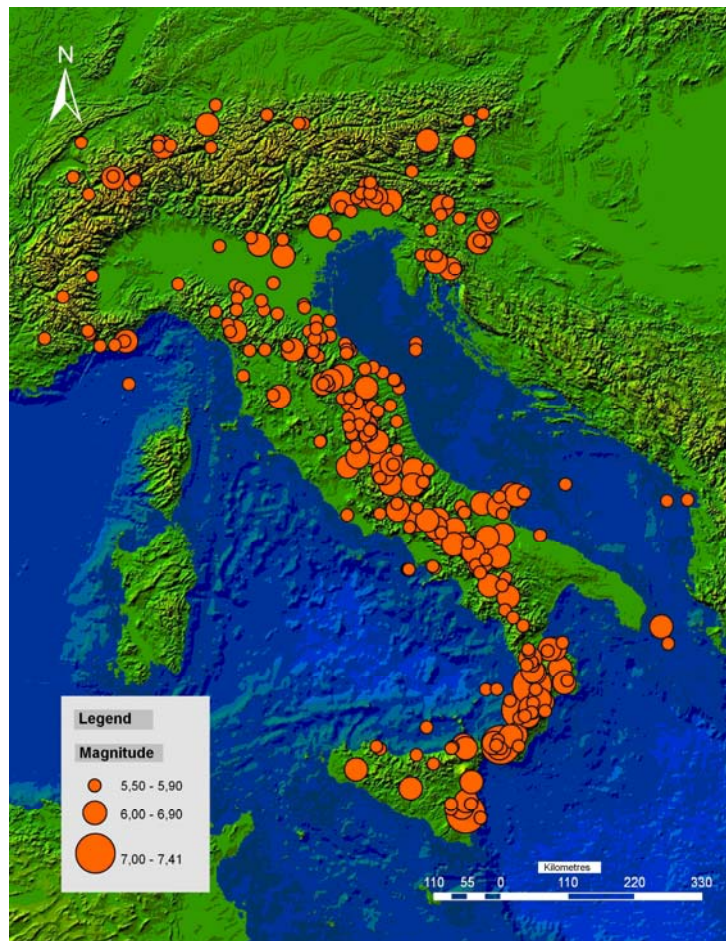 N
Legend
Magnitude
5,50 - 5,90
6,00 - 6,90
7,00 - 7,41
Kilometres
110 55 0 110 220 330